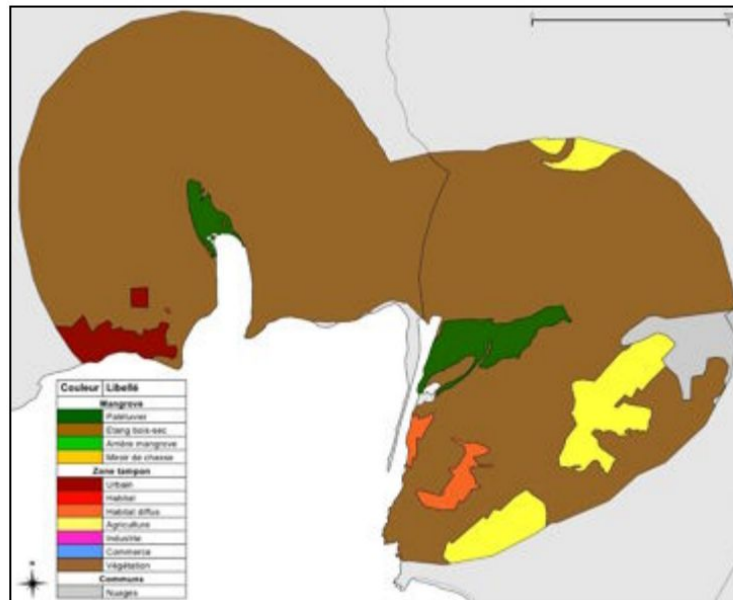 Couleur Libellé
Mangrove
Palétuvier
Etang bois-sec
Arrière mangrove
Miroir de chasse
Zone tampon
Urbain
Habitat
Habitat diffus
Agriculture
Industrie
Commerce
Végétation
Communs
Nuages